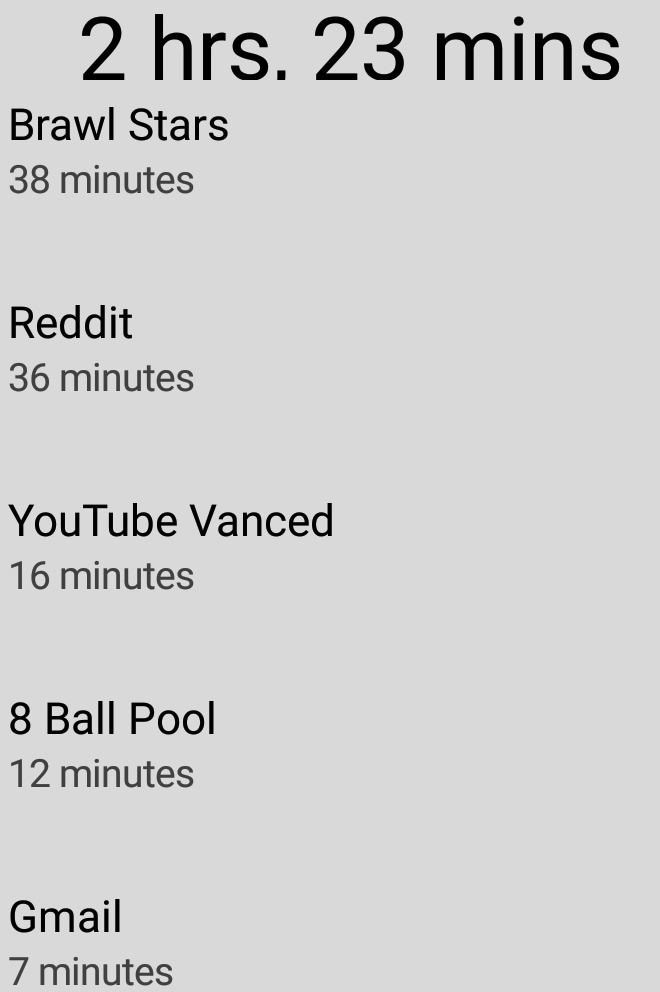 2 hrs. 23 mins
Brawl Stars
38 minutes
Reddit
36 minutes
YouTube Vanced
16 minutes
8 Ball Pool
12 minutes
Gmail
7 minutes